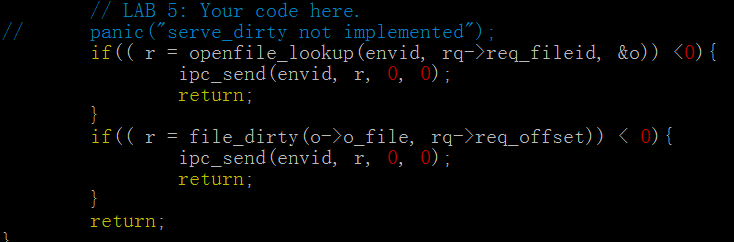 // LAB 5: Your code here.
//      panic("serve_dirty not implemented");
if(( r = openfile_lookup(envid, rq->req_fileid, &o)) <0){
ipc_send(envid, r, 0, 0);
return;
}
if(( r = file_dirty(o->o_file, rq->req_offset)) < 0){
ipc_send(envid, r, 0, 0);
return;
}
return;
}